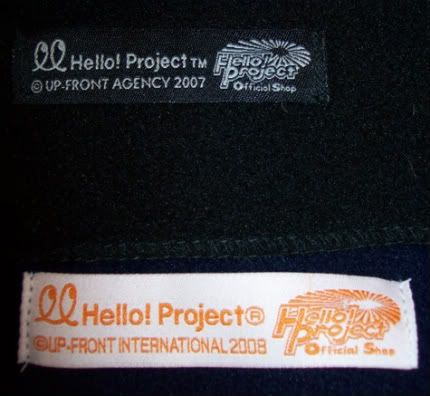 Hello! Project™
©UP-FRONT AGENCY 2007
Hello!
Project
Official Shop
Hello! Project®
©UP-FRONT INTERNATIONAL 2008
Hello!
Project
Official Shop